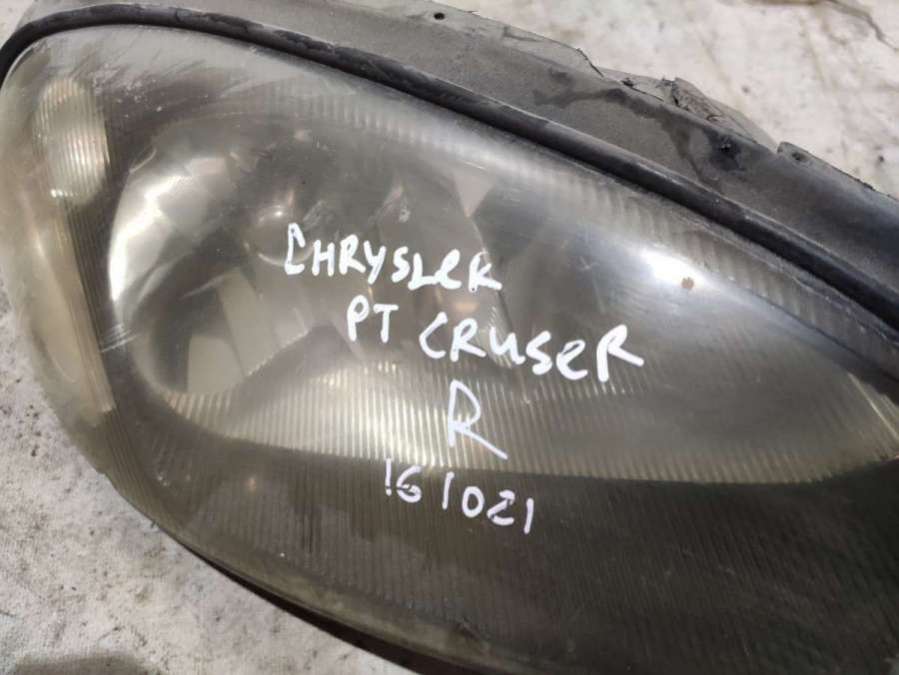 CHRYSLeR
PT CRUSeR
R
161021